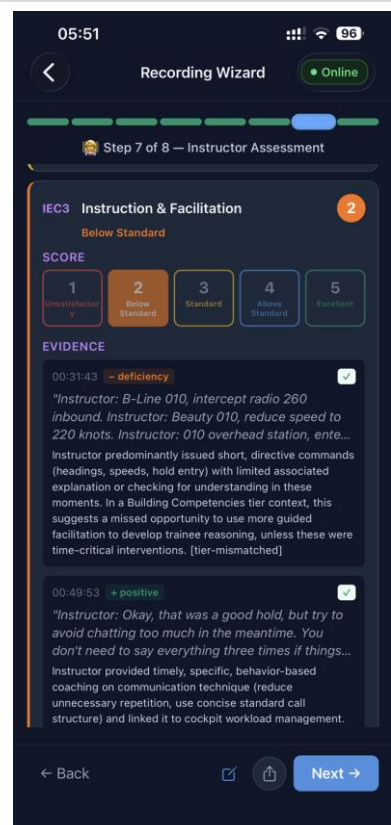 05:51
96
Recording Wizard
Online
Step 7 of 8 — Instructor Assessment
IEC3 Instruction & Facilitation
2
Below Standard
SCORE
1 2 3 4 5
Unsatisfactor
y
Below
Standard
Standard
Above
Standard
Excellent
EVIDENCE
00:31:43 – deficiency
"Instructor: B-Line 010, intercept radio 260
inbound. Instructor: Beauty 010, reduce speed to
220 knots. Instructor: 010 overhead station, ente...
Instructor predominantly issued short, directive commands
(headings, speeds, hold entry) with limited associated
explanation or checking for understanding in these
moments. In a Building Competencies tier context, this
suggests a missed opportunity to use more guided
facilitation to develop trainee reasoning, unless these were
time-critical interventions. [tier-mismatched]
00:49:53 + positive
"Instructor: Okay, that was a good hold, but try to
avoid chatting too much in the meantime. You
don't need to say everything three times if things...
Instructor provided timely, specific, behavior-based
coaching on communication technique (reduce
unnecessary repetition, use concise standard call
structure) and linked it to cockpit workload management.
← Back
Next →